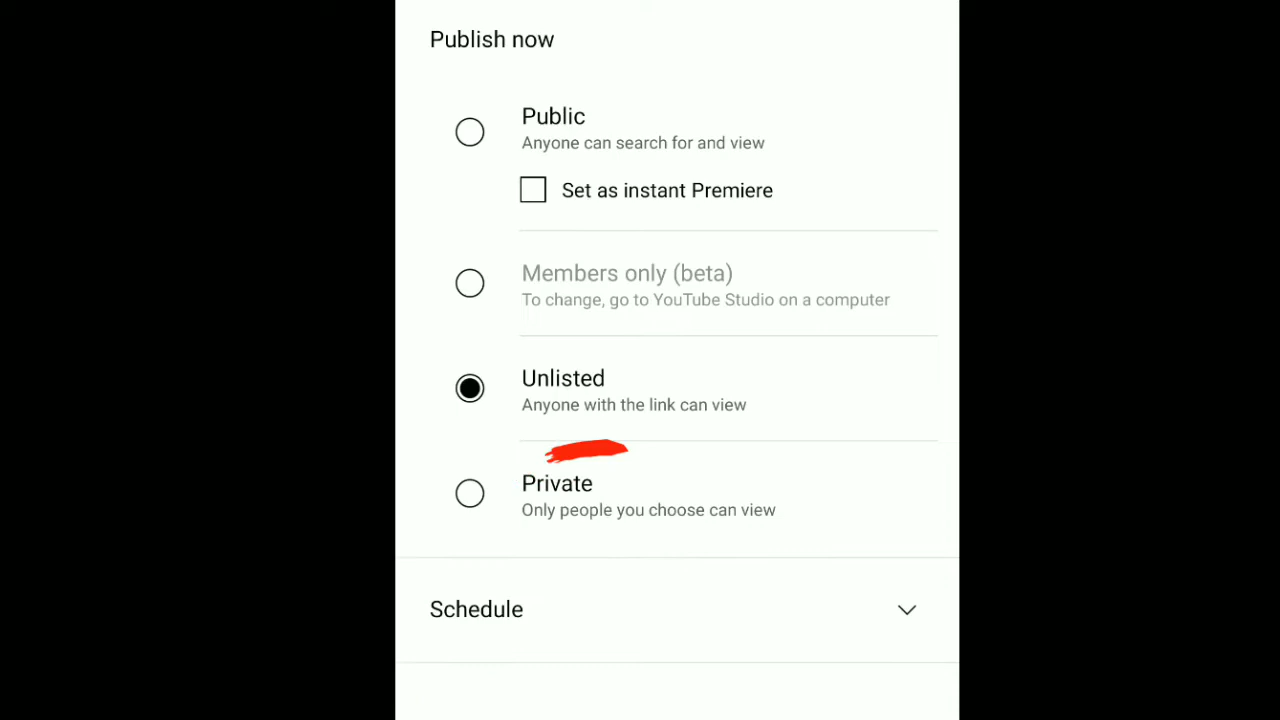 Publish now
Public
Anyone can search for and view
Set as instant Premiere
Members only (beta)
To change, go to YouTube Studio on a computer
Unlisted
Anyone with the link can view
Private
Only people you choose can view
Schedule